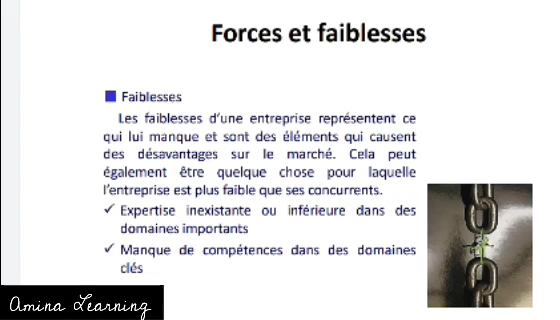 Forces et faiblesses
Faiblesses
Les faiblesses d'une entreprise représentent ce
qui lui manque et sont des éléments qui causent
des désavantages sur le marché. Cela peut
également être quelque chose pour laquelle
l'entreprise est plus faible que ses concurrents.
✓ Expertise inexistante ou inférieure dans des
domaines importants
✓ Manque de compétences dans des domaines
clés
Amina Learning